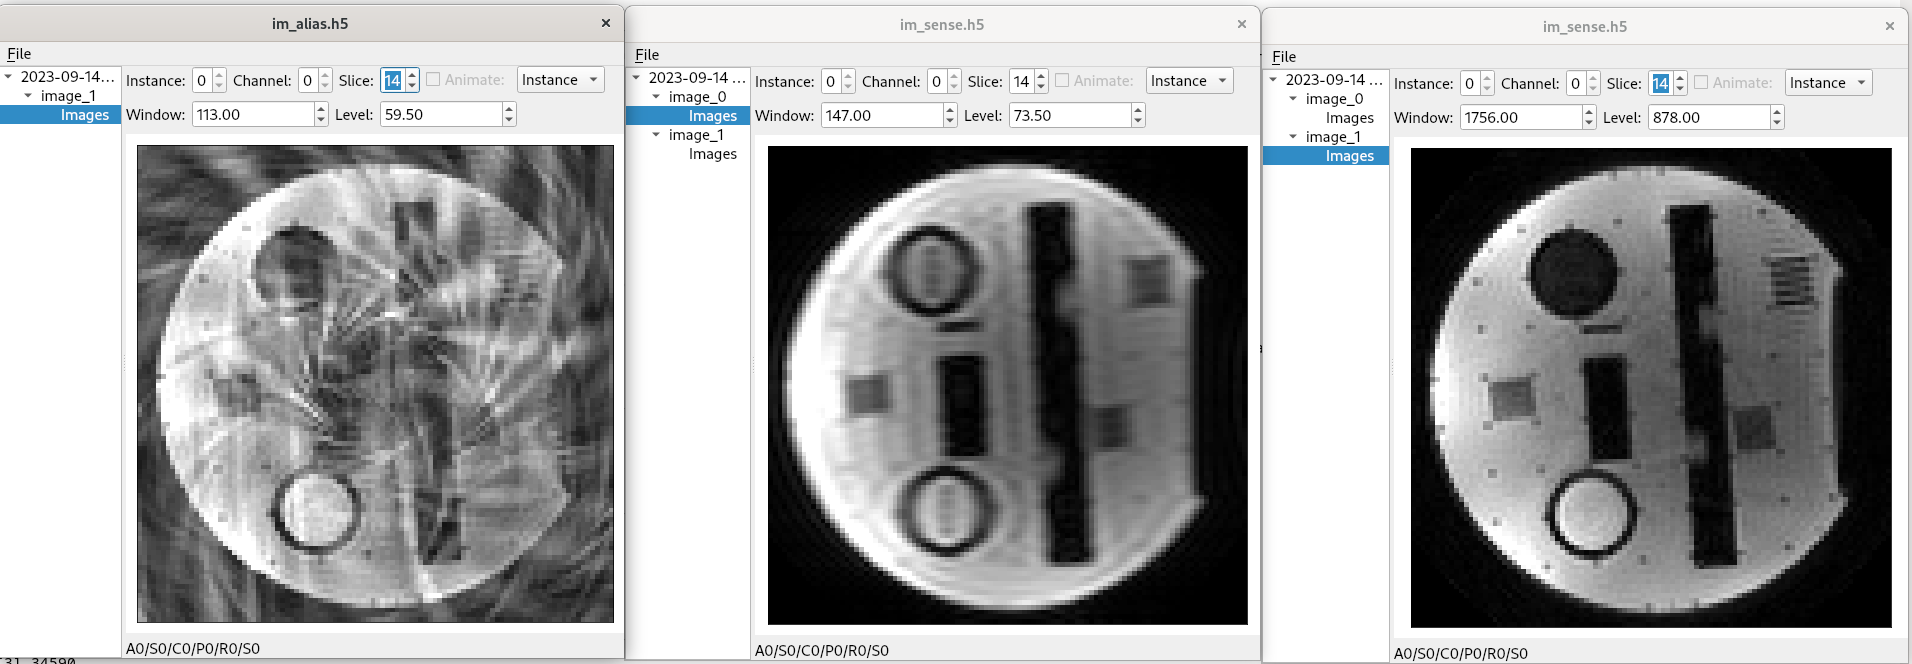 im_alias.h5 ×
File
2023-09-14...
image_1
Images
Instance: 0 Channel: 0 Slice: 14 Animate: Instance
Window: 113.00 Level: 59.50
A0/S0/C0/P0/R0/S0
im_sense.h5 ×
File
2023-09-14 ...
image_0
Images
image_1
Images
Instance: 0 Channel: 0 Slice: 14 Animate: Instance
Window: 147.00 Level: 73.50
A0/S0/C0/P0/R0/S0
im_sense.h5 ×
File
2023-09-14 ...
image_0
Images
image_1
Images
Instance: 0 Channel: 0 Slice: 14 Animate: Instance
Window: 1756.00 Level: 878.00
A0/S0/C0/P0/R0/S0